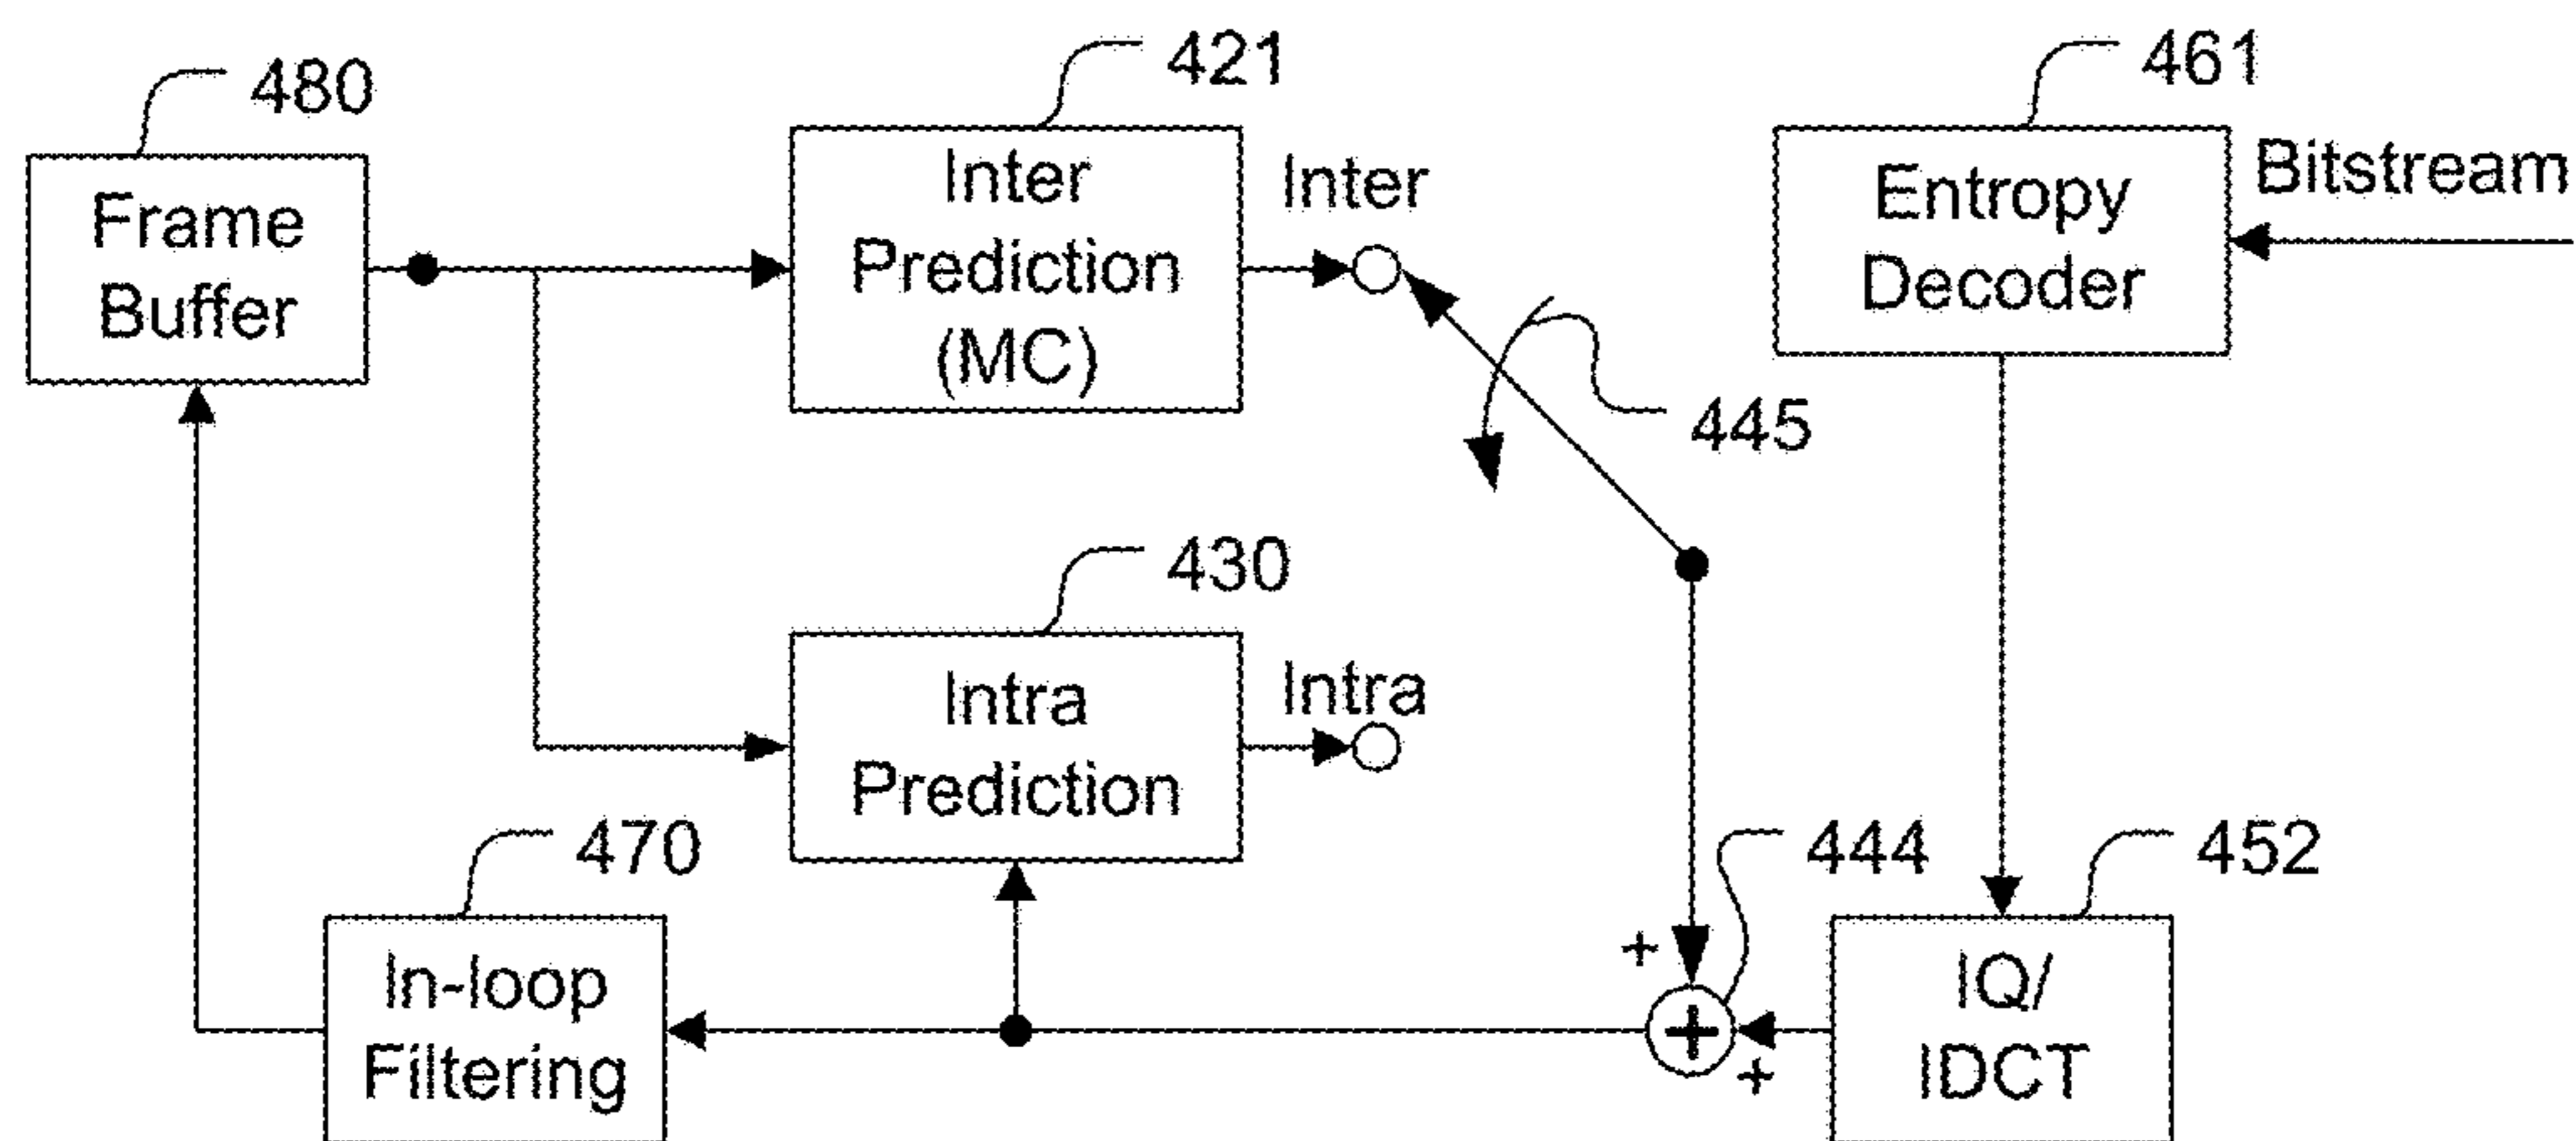 480
Frame
Buffer
421
Inter
Prediction
(MC)
Inter
445
461
Entropy
Decoder
Bitstream
430
Intra
Prediction
Intra
470
In-loop
Filtering
444
+
+
+
452
IQ/
IDCT